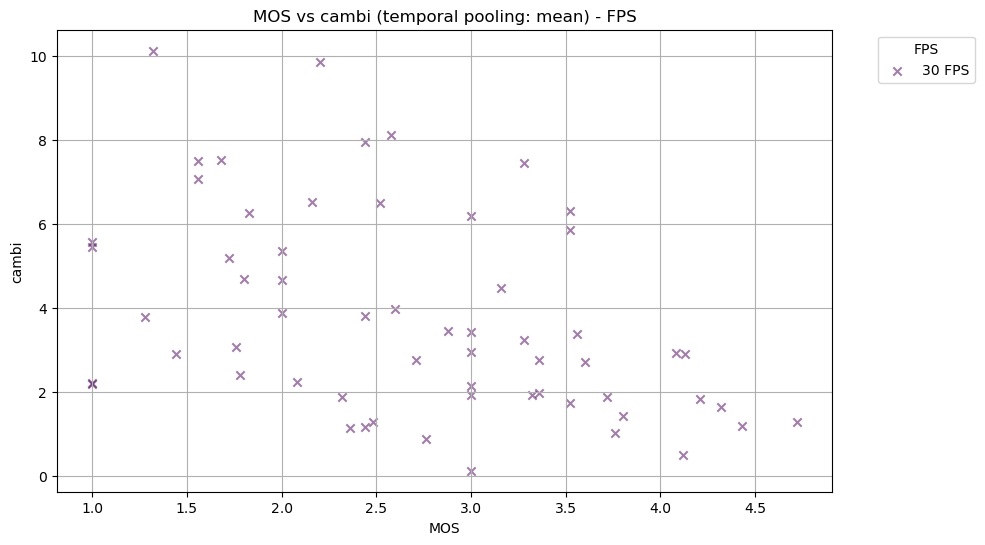 MOS vs cambi (temporal pooling: mean) - FPS
FPS
30 FPS
cambi
10
8
6
4
2
0
1.0 1.5 2.0 2.5 3.0 3.5 4.0 4.5
MOS